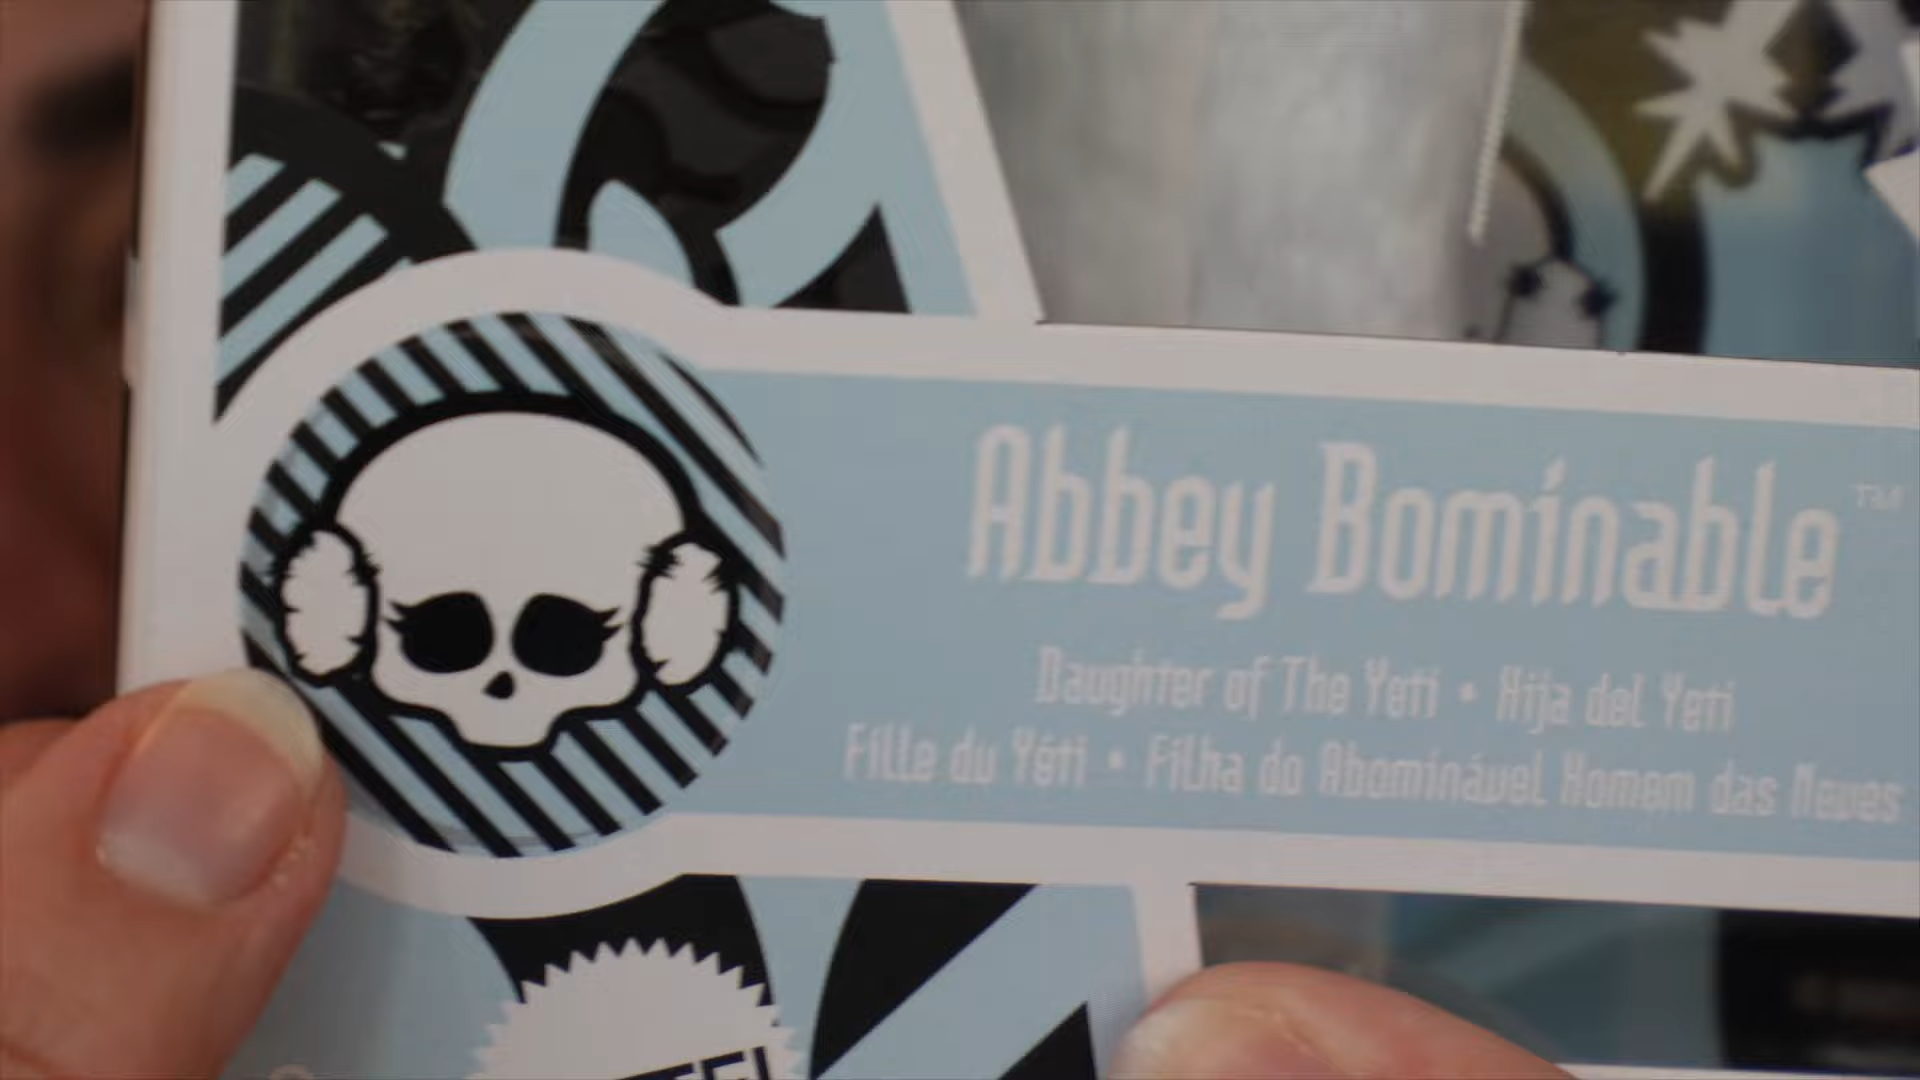 Abbey Bominable™
Daughter of The Yeti • Hija del Yeti
Fille du Yéti • Filha do Abominável Homem das Neves